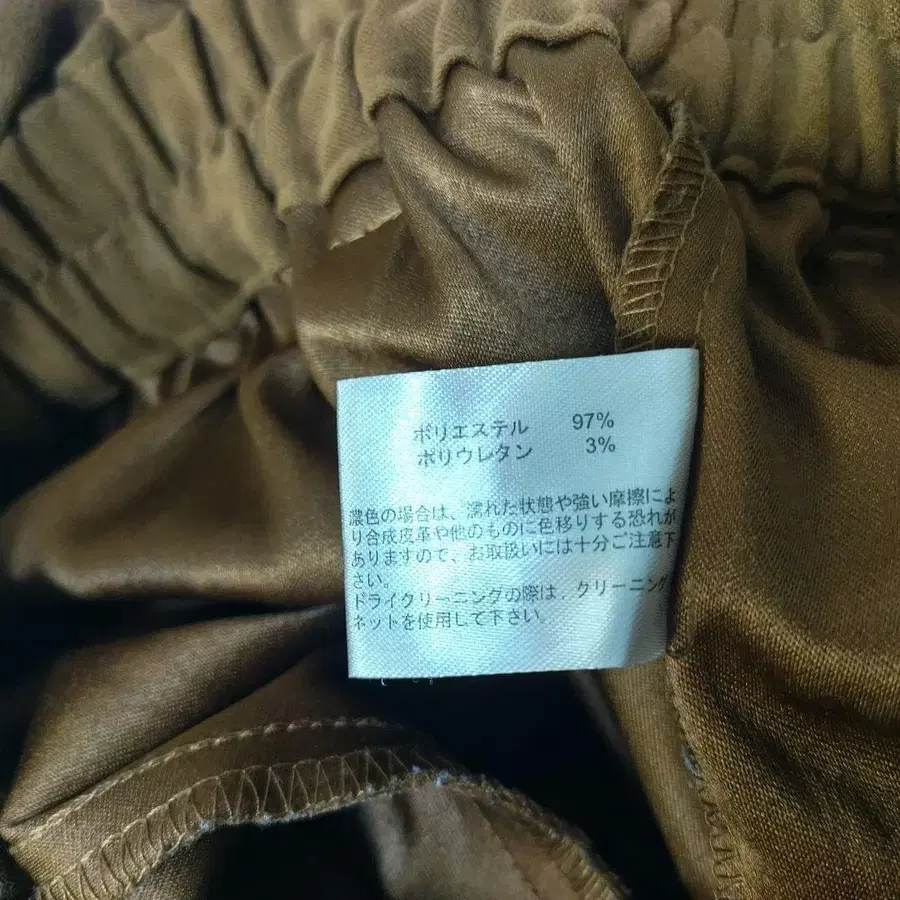 ポリエステル 97%
ポリウレタン 3%
濃色の場合は、濡れた状態や強い摩擦によ
り合成皮革や他のものに色移りする恐れが
ありますので、お取扱いには十分ご注意下
さい。
ドライクリーニングの際は、クリーニング
ネットを使用して下さい。